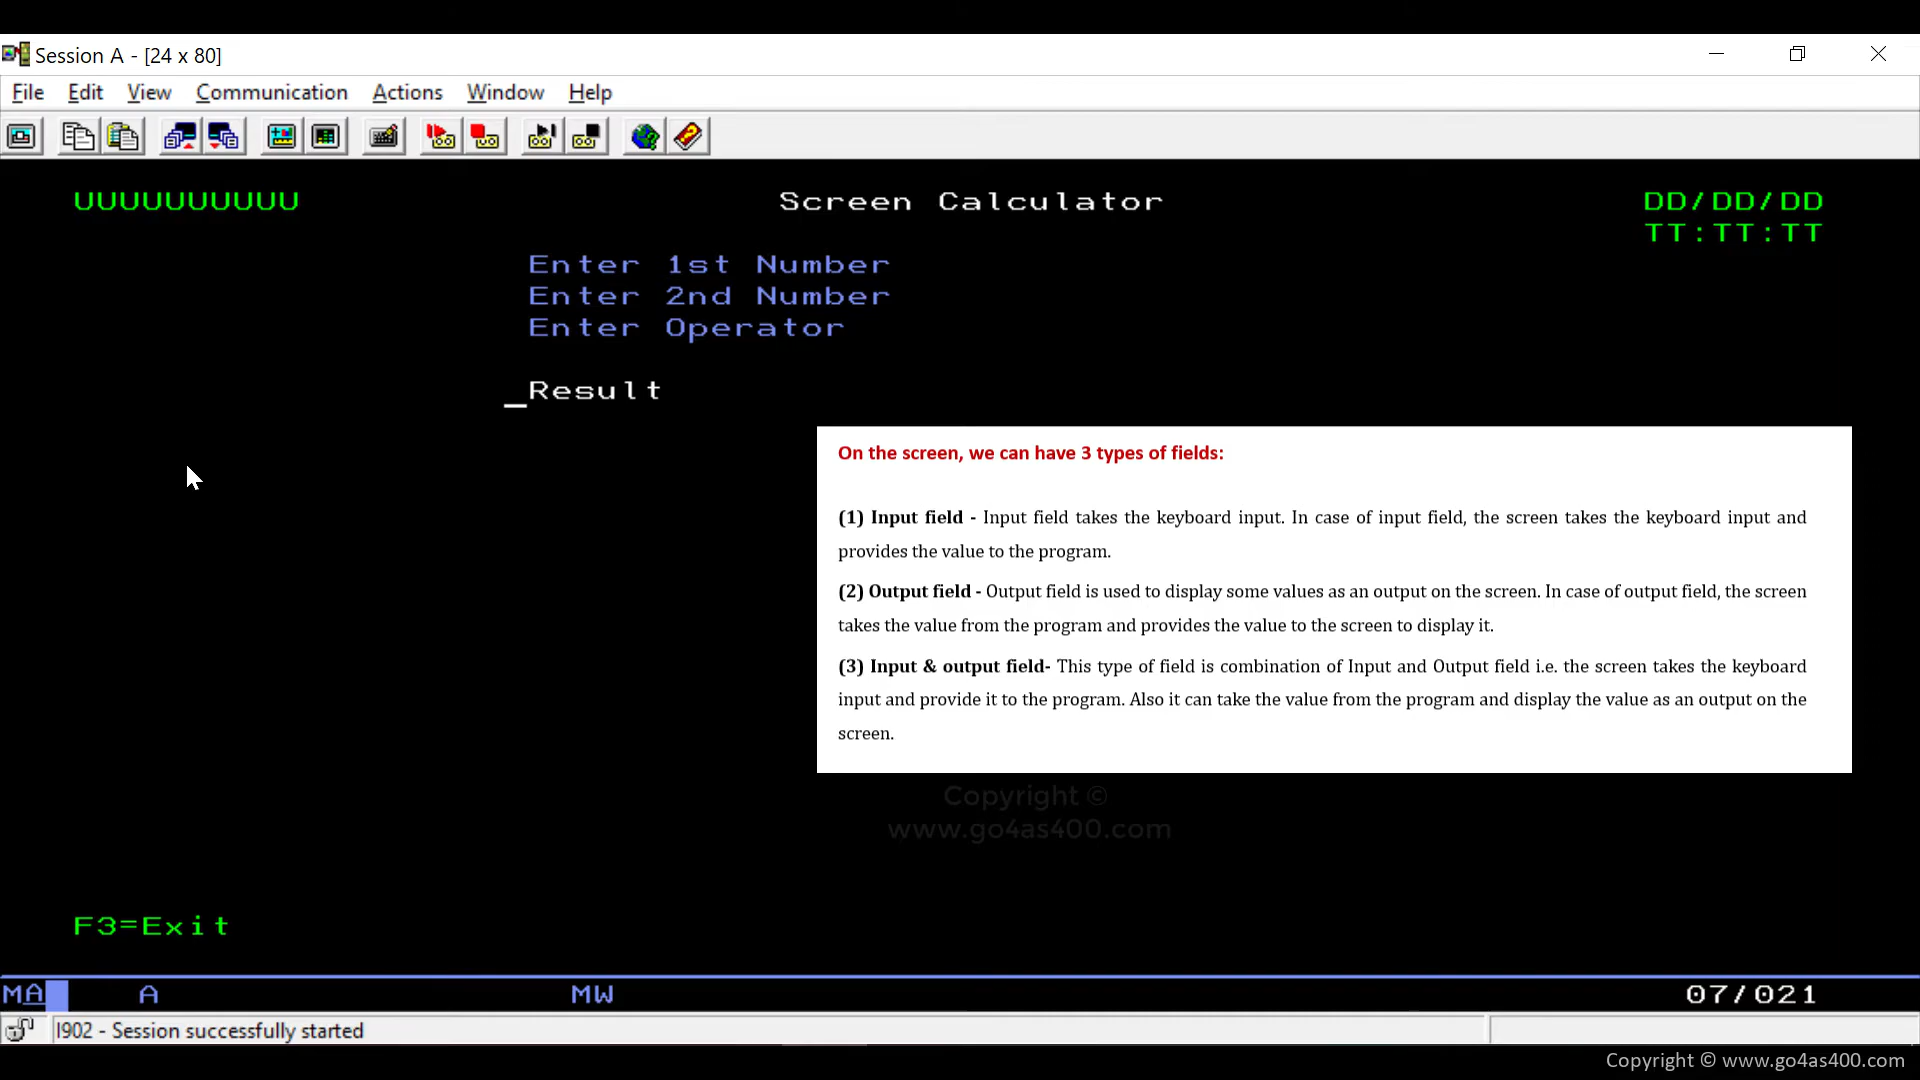 Session A - [24 x 80]
File Edit View Communication Actions Window Help
UUUUUUUUUU Screen Calculator DD/DD/DD
TT:TT:TT
Enter 1st Number
Enter 2nd Number
Enter Operator
_Result
On the screen, we can have 3 types of fields:
(1) Input field - Input field takes the keyboard input. In case of input field, the screen takes the keyboard input and
provides the value to the program.
(2) Output field - Output field is used to display some values as an output on the screen. In case of output field, the screen
takes the value from the program and provides the value to the screen to display it.
(3) Input & output field- This type of field is combination of Input and Output field i.e. the screen takes the keyboard
input and provide it to the program. Also it can take the value from the program and display the value as an output on the
screen.
Copyright ©
www.go4as400.com
F3=Exit
MA A MW 07/021
I902 - Session successfully started
Copyright © www.go4as400.com